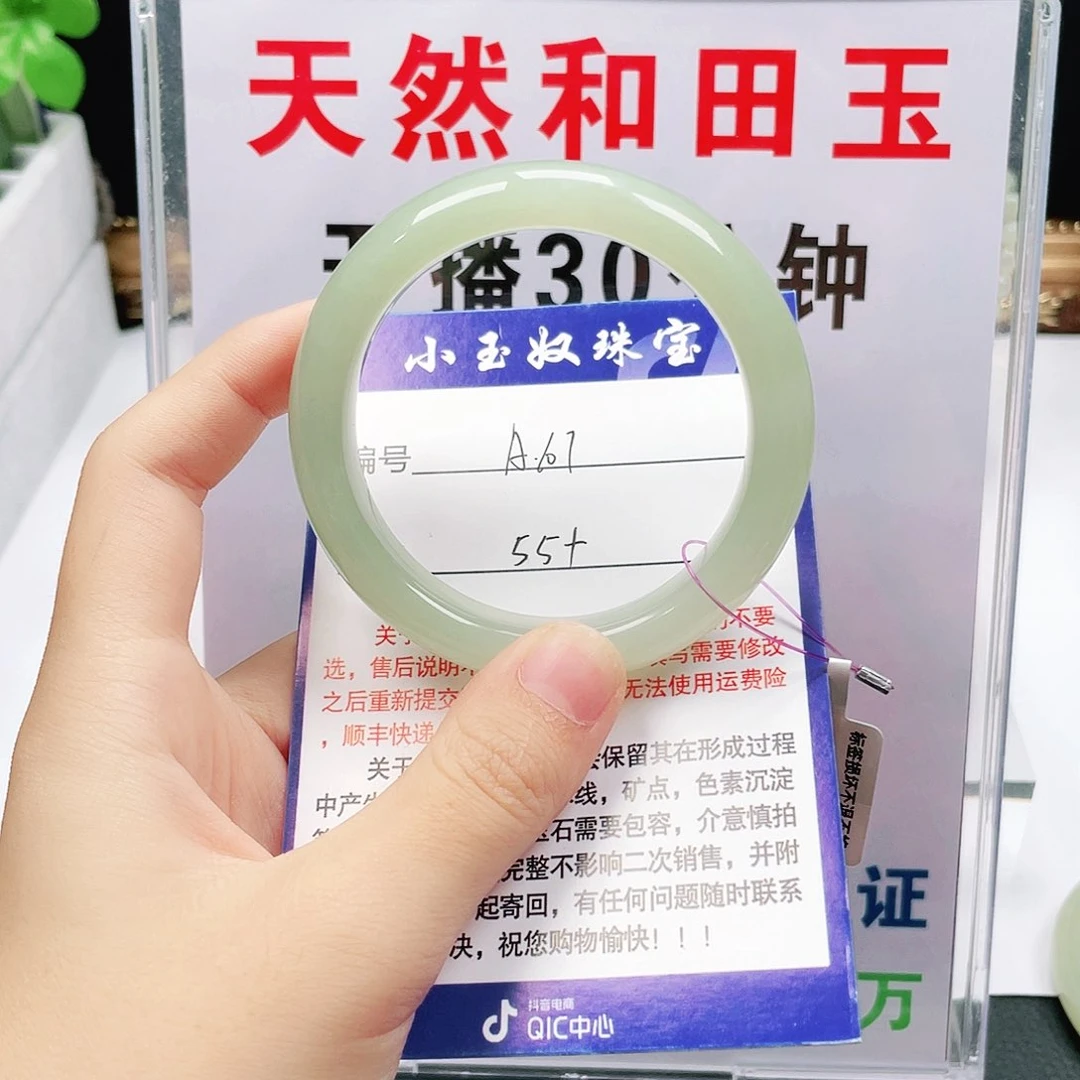 天然和田玉
播30 钟
小玉奴珠宝
编号 A.67
55+
关于 不要
选,售后说明 需要修改
之后重新提交 无法使用运费险
,顺丰快递
关于 保留其在形成过程
中产生 线,矿点,色素沉淀
玉石需要包容,介意慎拍
完整不影响二次销售,并附
起寄回,有任何问题随时联系
决,祝您购物愉快!!!
证
万
抖音电商
QIC中心